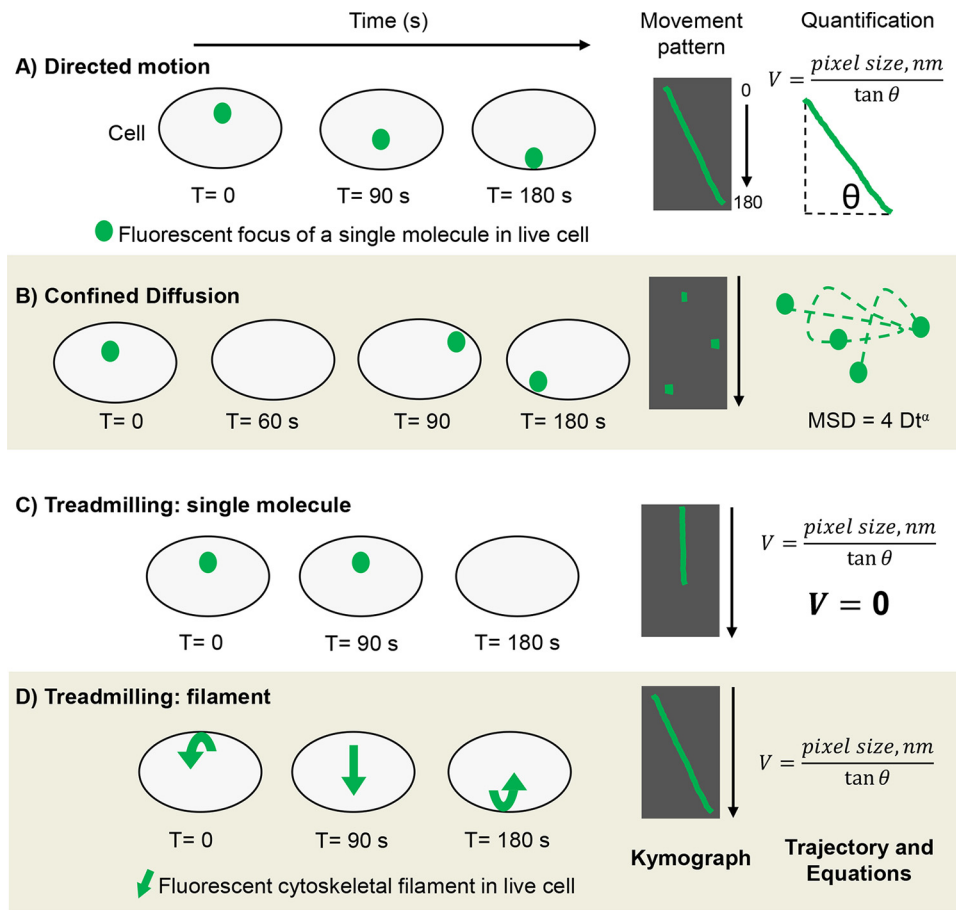 Time (s)
Movement
pattern
Quantification
A) Directed motion
V = pixel size, nm / tan θ
0
Cell
θ
180
T= 0
T= 90 s
T= 180 s
Fluorescent focus of a single molecule in live cell
B) Confined Diffusion
T= 0
T= 60 s
T= 90
T= 180 s
MSD = 4 Dtᵅ
C) Treadmilling: single molecule
V = pixel size, nm / tan θ
V = 0
T= 0
T= 90 s
T= 180 s
D) Treadmilling: filament
V = pixel size, nm / tan θ
T= 0
T= 90 s
T= 180 s
Kymograph
Trajectory and
Equations
Fluorescent cytoskeletal filament in live cell